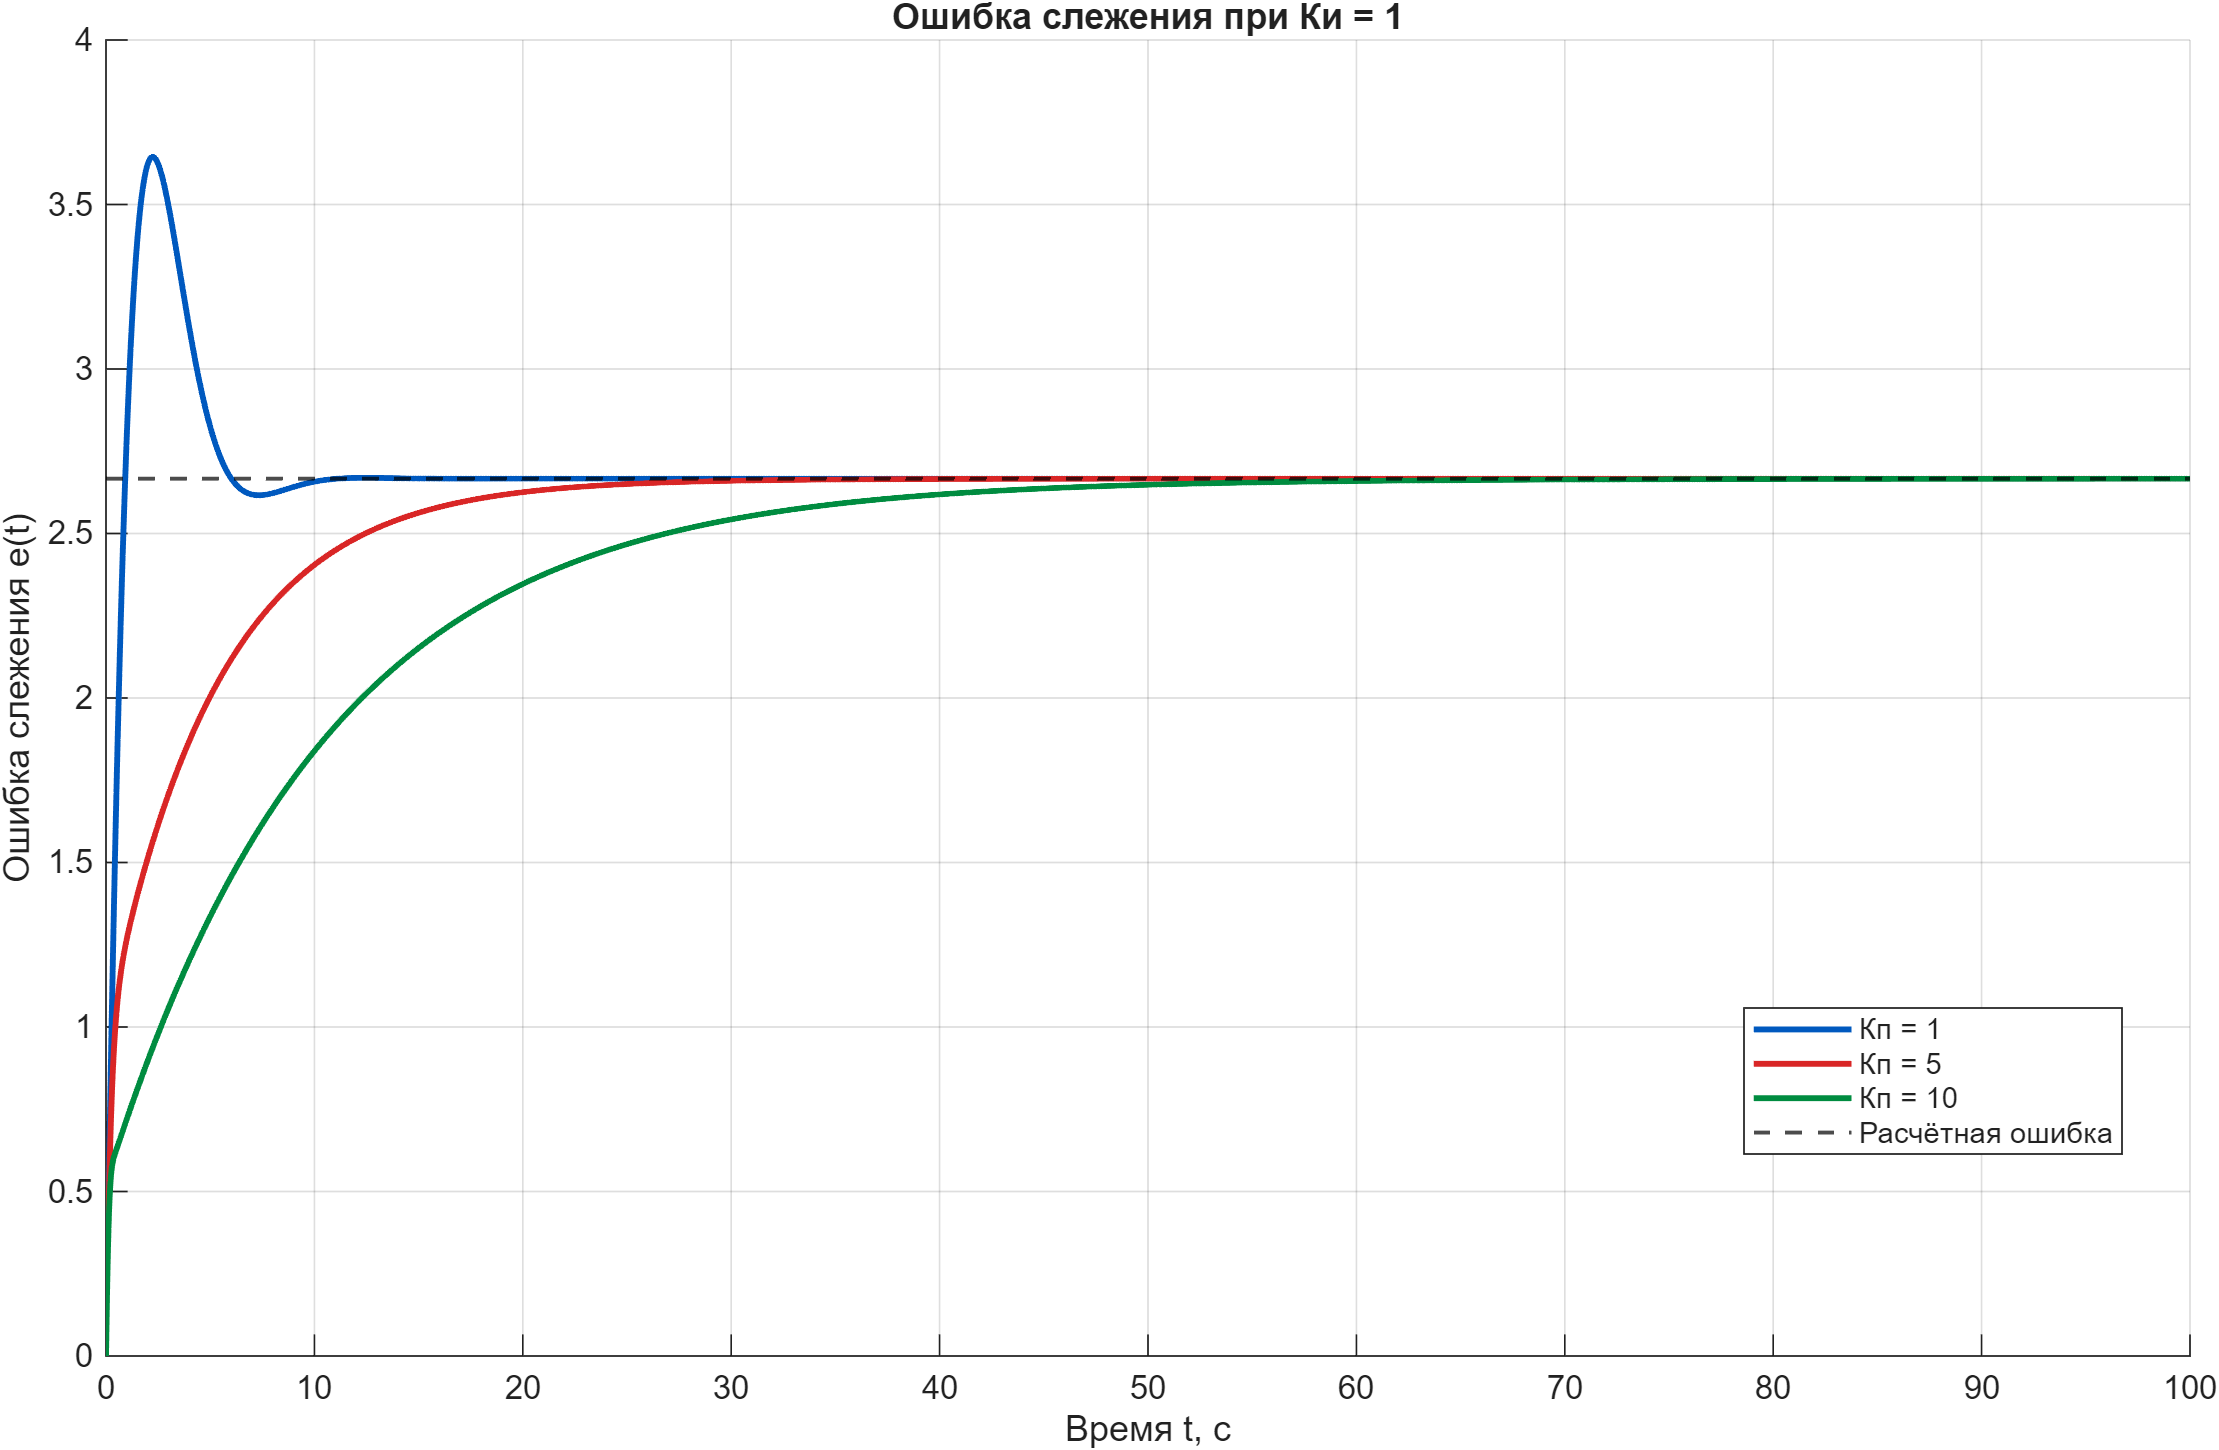 Ошибка слежения при Ки = 1
4
3.5
3
2.5
2
1.5
1
0.5
0
Ошибка слежения e(t)
0 10 20 30 40 50 60 70 80 90 100
Время t, с
Кп = 1
Кп = 5
Кп = 10
Расчётная ошибка